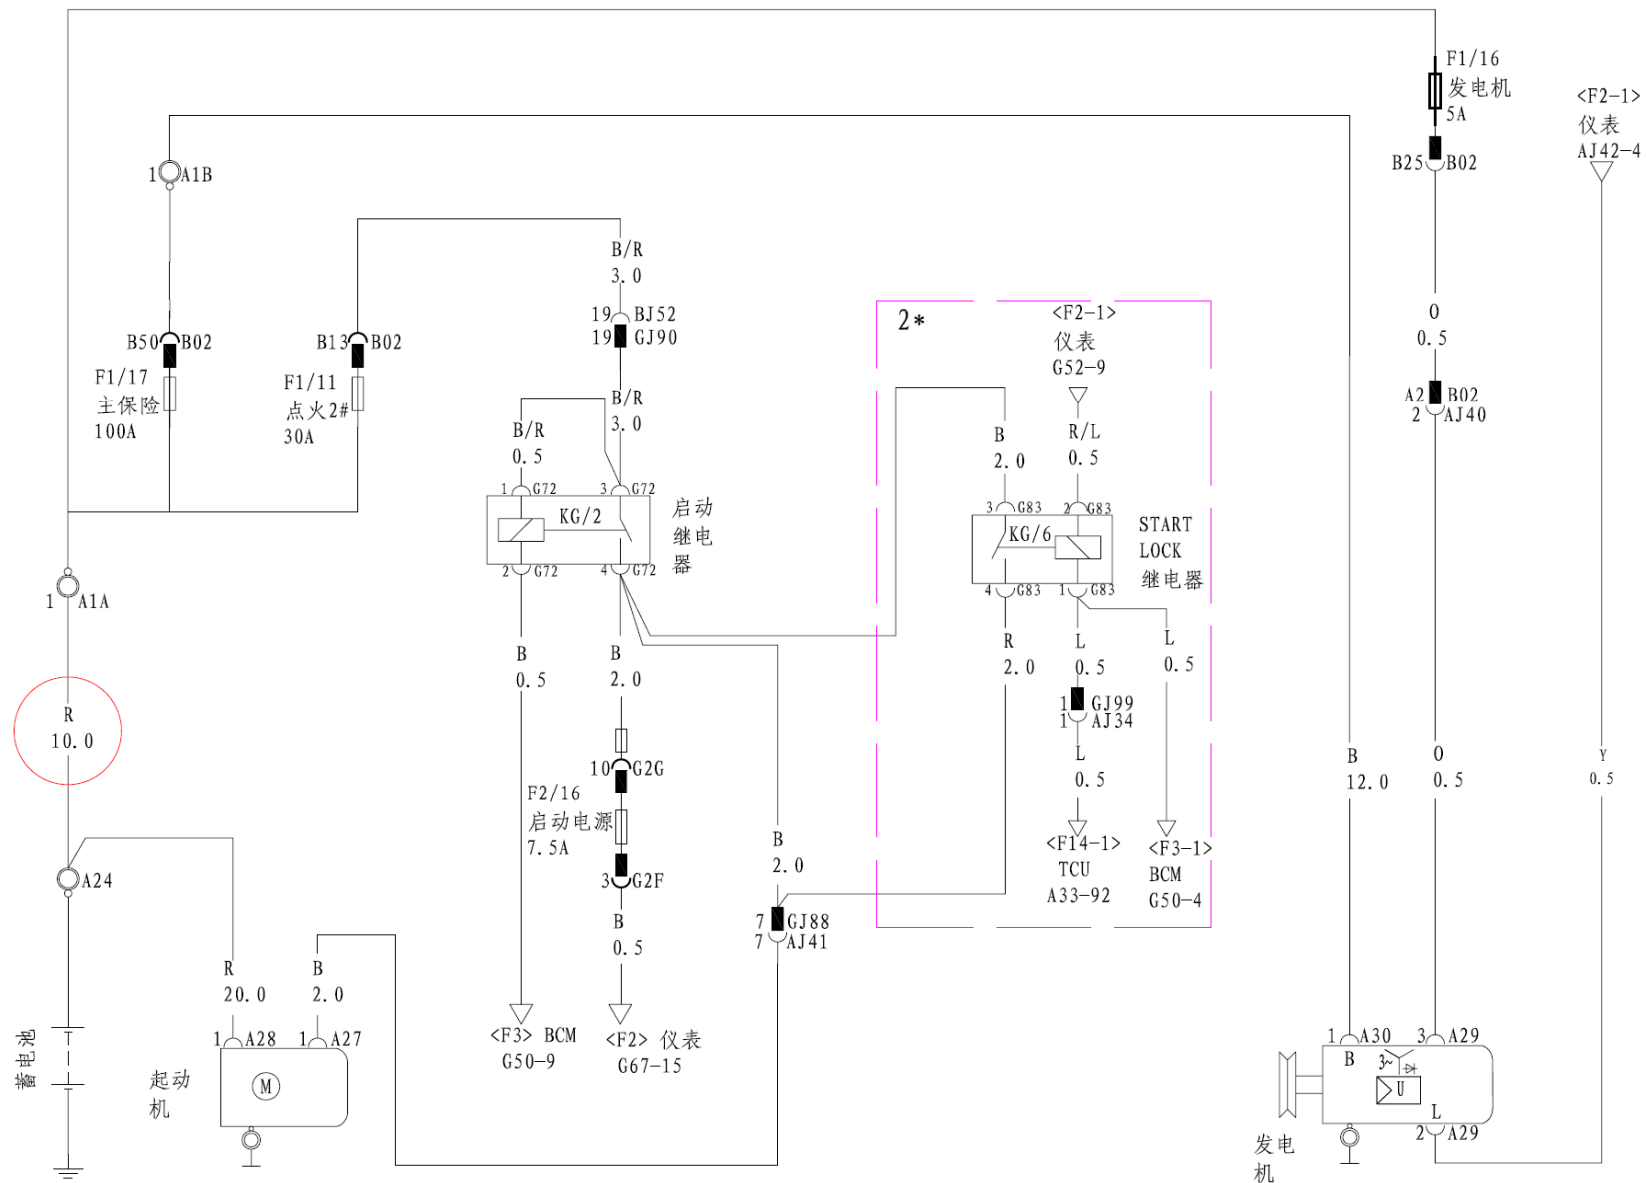 F1/16
发电机
5A
B25 B02
<F2-1>
仪表
AJ42-4
1 A1B
B/R
3.0
19 BJ52
19 GJ90
B50 B02
F1/17
主保险
100A
B13 B02
F1/11
点火2#
30A
B/R
3.0
B/R
0.5
1 G72
3 G72
KG/2
2 G72
4 G72
启动
继电
器
2*
<F2-1>
仪表
G52-9
B
2.0
R/L
0.5
3 G83
2 G83
KG/6
4 G83
1 G83
START
LOCK
继电器
O
0.5
A2 B02
2 AJ40
1 A1A
R
10.0
B
0.5
B
2.0
R
2.0
L
0.5
L
0.5
1 GJ99
1 AJ34
L
0.5
10 G2G
F2/16
启动电源
7.5A
3 G2F
B
0.5
B
2.0
<F14-1>
TCU
A33-92
<F3-1>
BCM
G50-4
7 GJ88
7 AJ41
B
12.0
O
0.5
Y
0.5
A24
R
20.0
B
2.0
1 A28
1 A27
蓄电池
起动
机
M
<F3> BCM
G50-9
<F2> 仪表
G67-15
1 A30
3 A29
B
3~
U
L
2 A29
发电
机